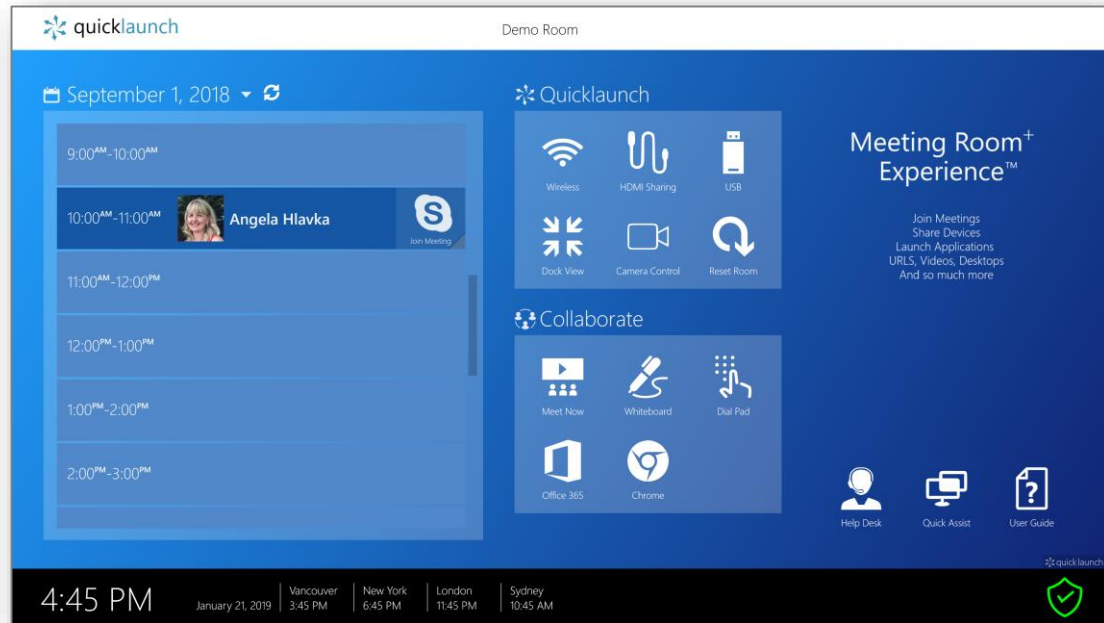 quicklaunch
Demo Room
September 1, 2018
9:00AM-10:00AM
10:00AM-11:00AM
Angela Hlavka
Join Meeting
11:00AM-12:00PM
12:00PM-1:00PM
1:00PM-2:00PM
2:00PM-3:00PM
Quicklaunch
Wireless
HDMI Sharing
USB
Dock View
Camera Control
Reset Room
Collaborate
Meet Now
Whiteboard
Dial Pad
Office 365
Chrome
Meeting Room+
Experience™
Join Meetings
Share Devices
Launch Applications
URLS, Videos, Desktops
And so much more
Help Desk
Quick Assist
User Guide
quicklaunch
4:45 PM
January 21, 2019
Vancouver
3:45 PM
New York
6:45 PM
London
11:45 PM
Sydney
10:45 AM